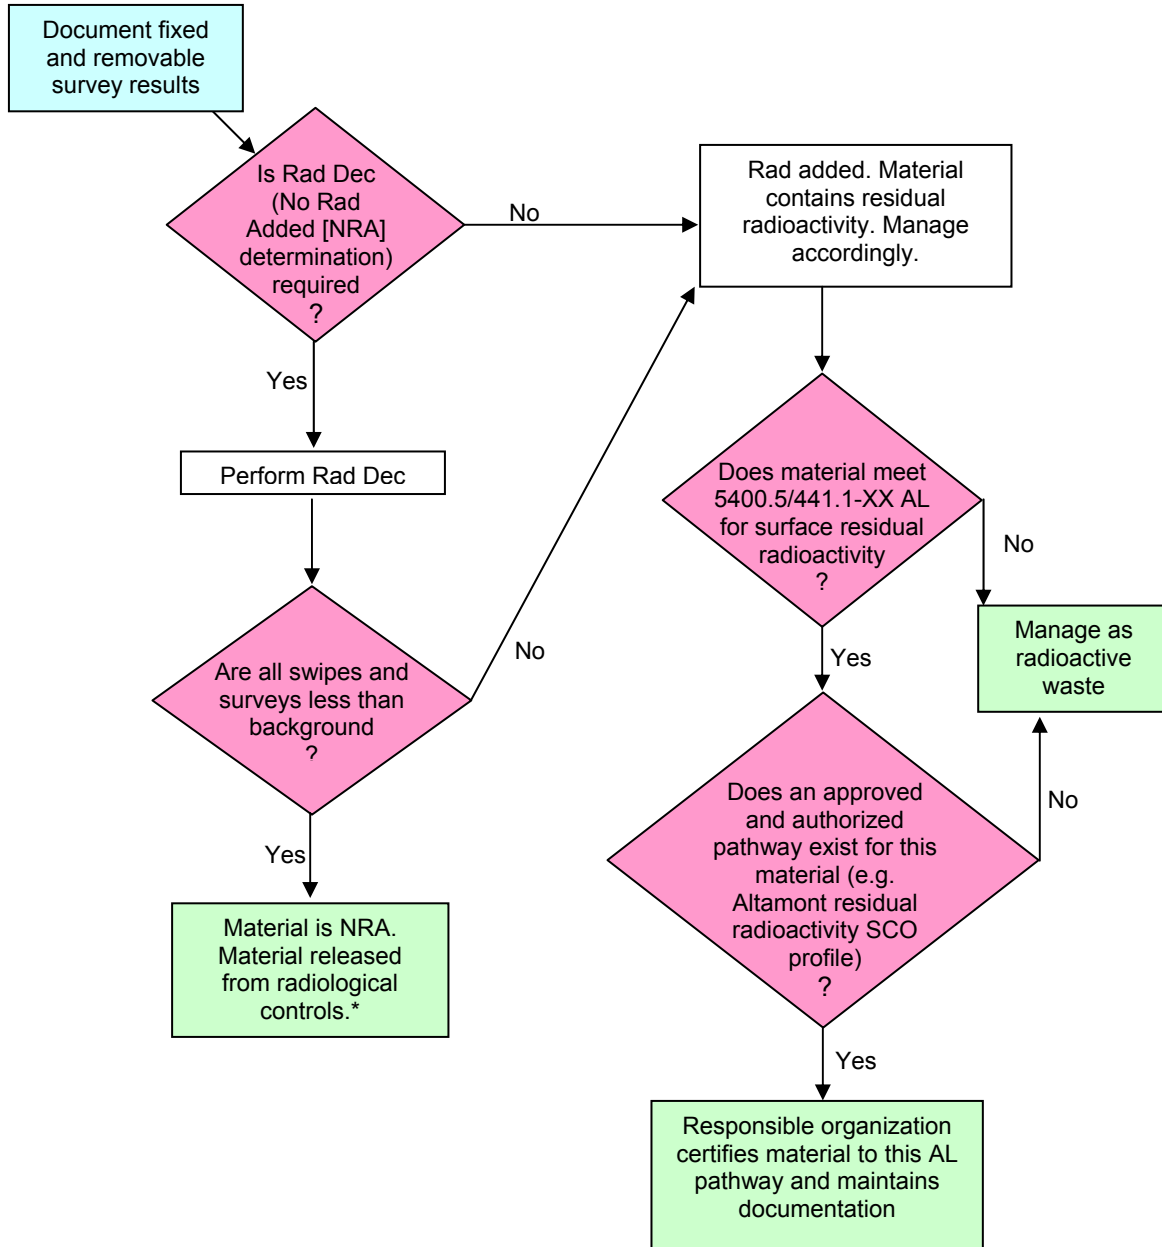 Document fixed
and removable
survey results
Is Rad Dec
(No Rad
Added [NRA]
determination)
required
?
No
Rad added. Material
contains residual
radioactivity. Manage
accordingly.
Yes
Perform Rad Dec
Does material meet
5400.5/441.1-XX AL
for surface residual
radioactivity
?
No
Are all swipes and
surveys less than
background
?
No
Yes
Manage as
radioactive
waste
Does an approved
and authorized
pathway exist for this
material (e.g.
Altamont residual
radioactivity SCO
profile)
?
No
Yes
Material is NRA.
Material released
from radiological
controls.*
Yes
Responsible organization
certifies material to this AL
pathway and maintains
documentation